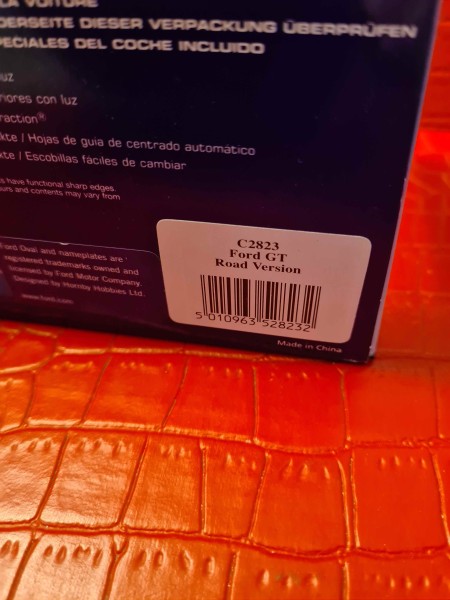 LA VOITURE
DERSEITE DIESER VERPACKUNG ÜBERPRÜFEN
PECIALES DEL COCHE INCLUIDO
uz
riores con luz
raction®
kte / Hojas de guia de centrado automático
kte / Escobillas fáciles de cambiar
s have functional sharp edges.
urs and contents may vary from
Ford Oval and nameplates are
registered trademarks owned and
licensed by Ford Motor Company.
Designed by Hornby Hobbies Ltd.
www.ford.com
C2823
Ford GT
Road Version
5 010963 528232
Made in China